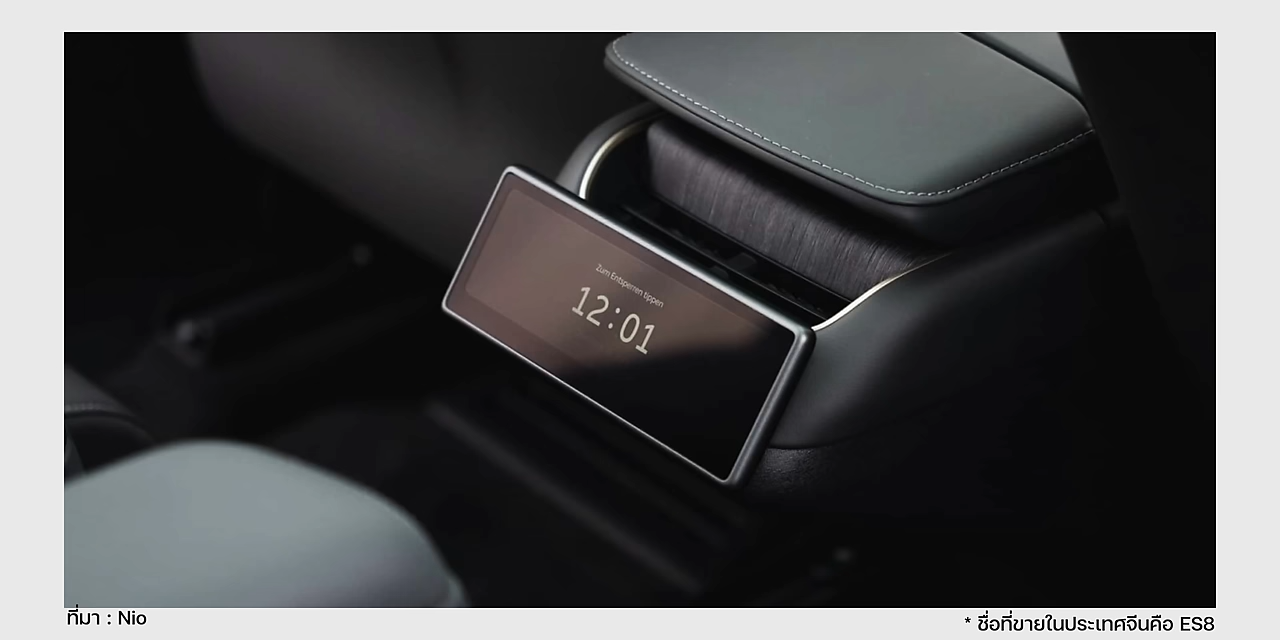 Zum Entsperren tippen
12:01
ที่มา : Nio
* ชื่อที่ขายในประเทศจีนคือ ES8